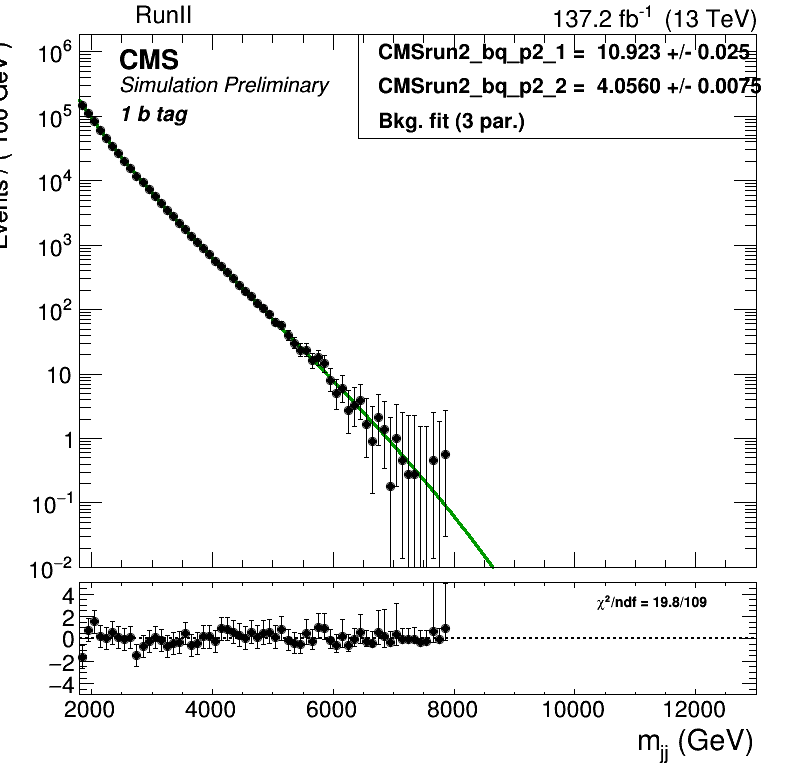 RunII
137.2 fb⁻¹ (13 TeV)
CMS
Simulation Preliminary
1 b tag
CMSrun2_bq_p2_1 = 10.923 +/- 0.025
CMSrun2_bq_p2_2 = 4.0560 +/- 0.0075
Bkg. fit (3 par.)
10⁶
10⁵
10⁴
10³
10²
10
1
10⁻¹
10⁻²
χ²/ndf = 19.8/109
4
2
0
−2
−4
2000 4000 6000 8000 10000 12000
m_jj (GeV)